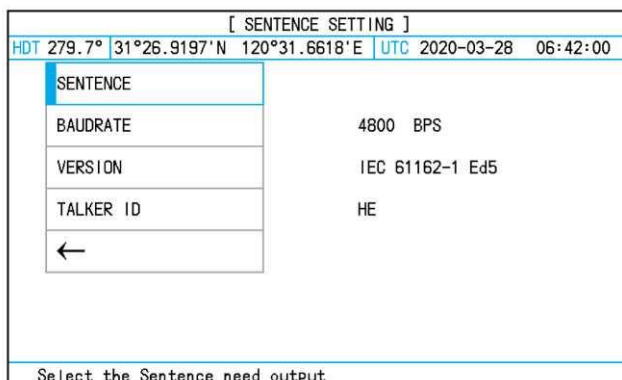 [ SENTENCE SETTING ]
HDT 279.7° 31°26.9197'N 120°31.6618'E UTC 2020-03-28 06:42:00
SENTENCE
BAUDRATE 4800 BPS
VERSION IEC 61162-1 Ed5
TALKER ID HE
←
Select the Sentence need output